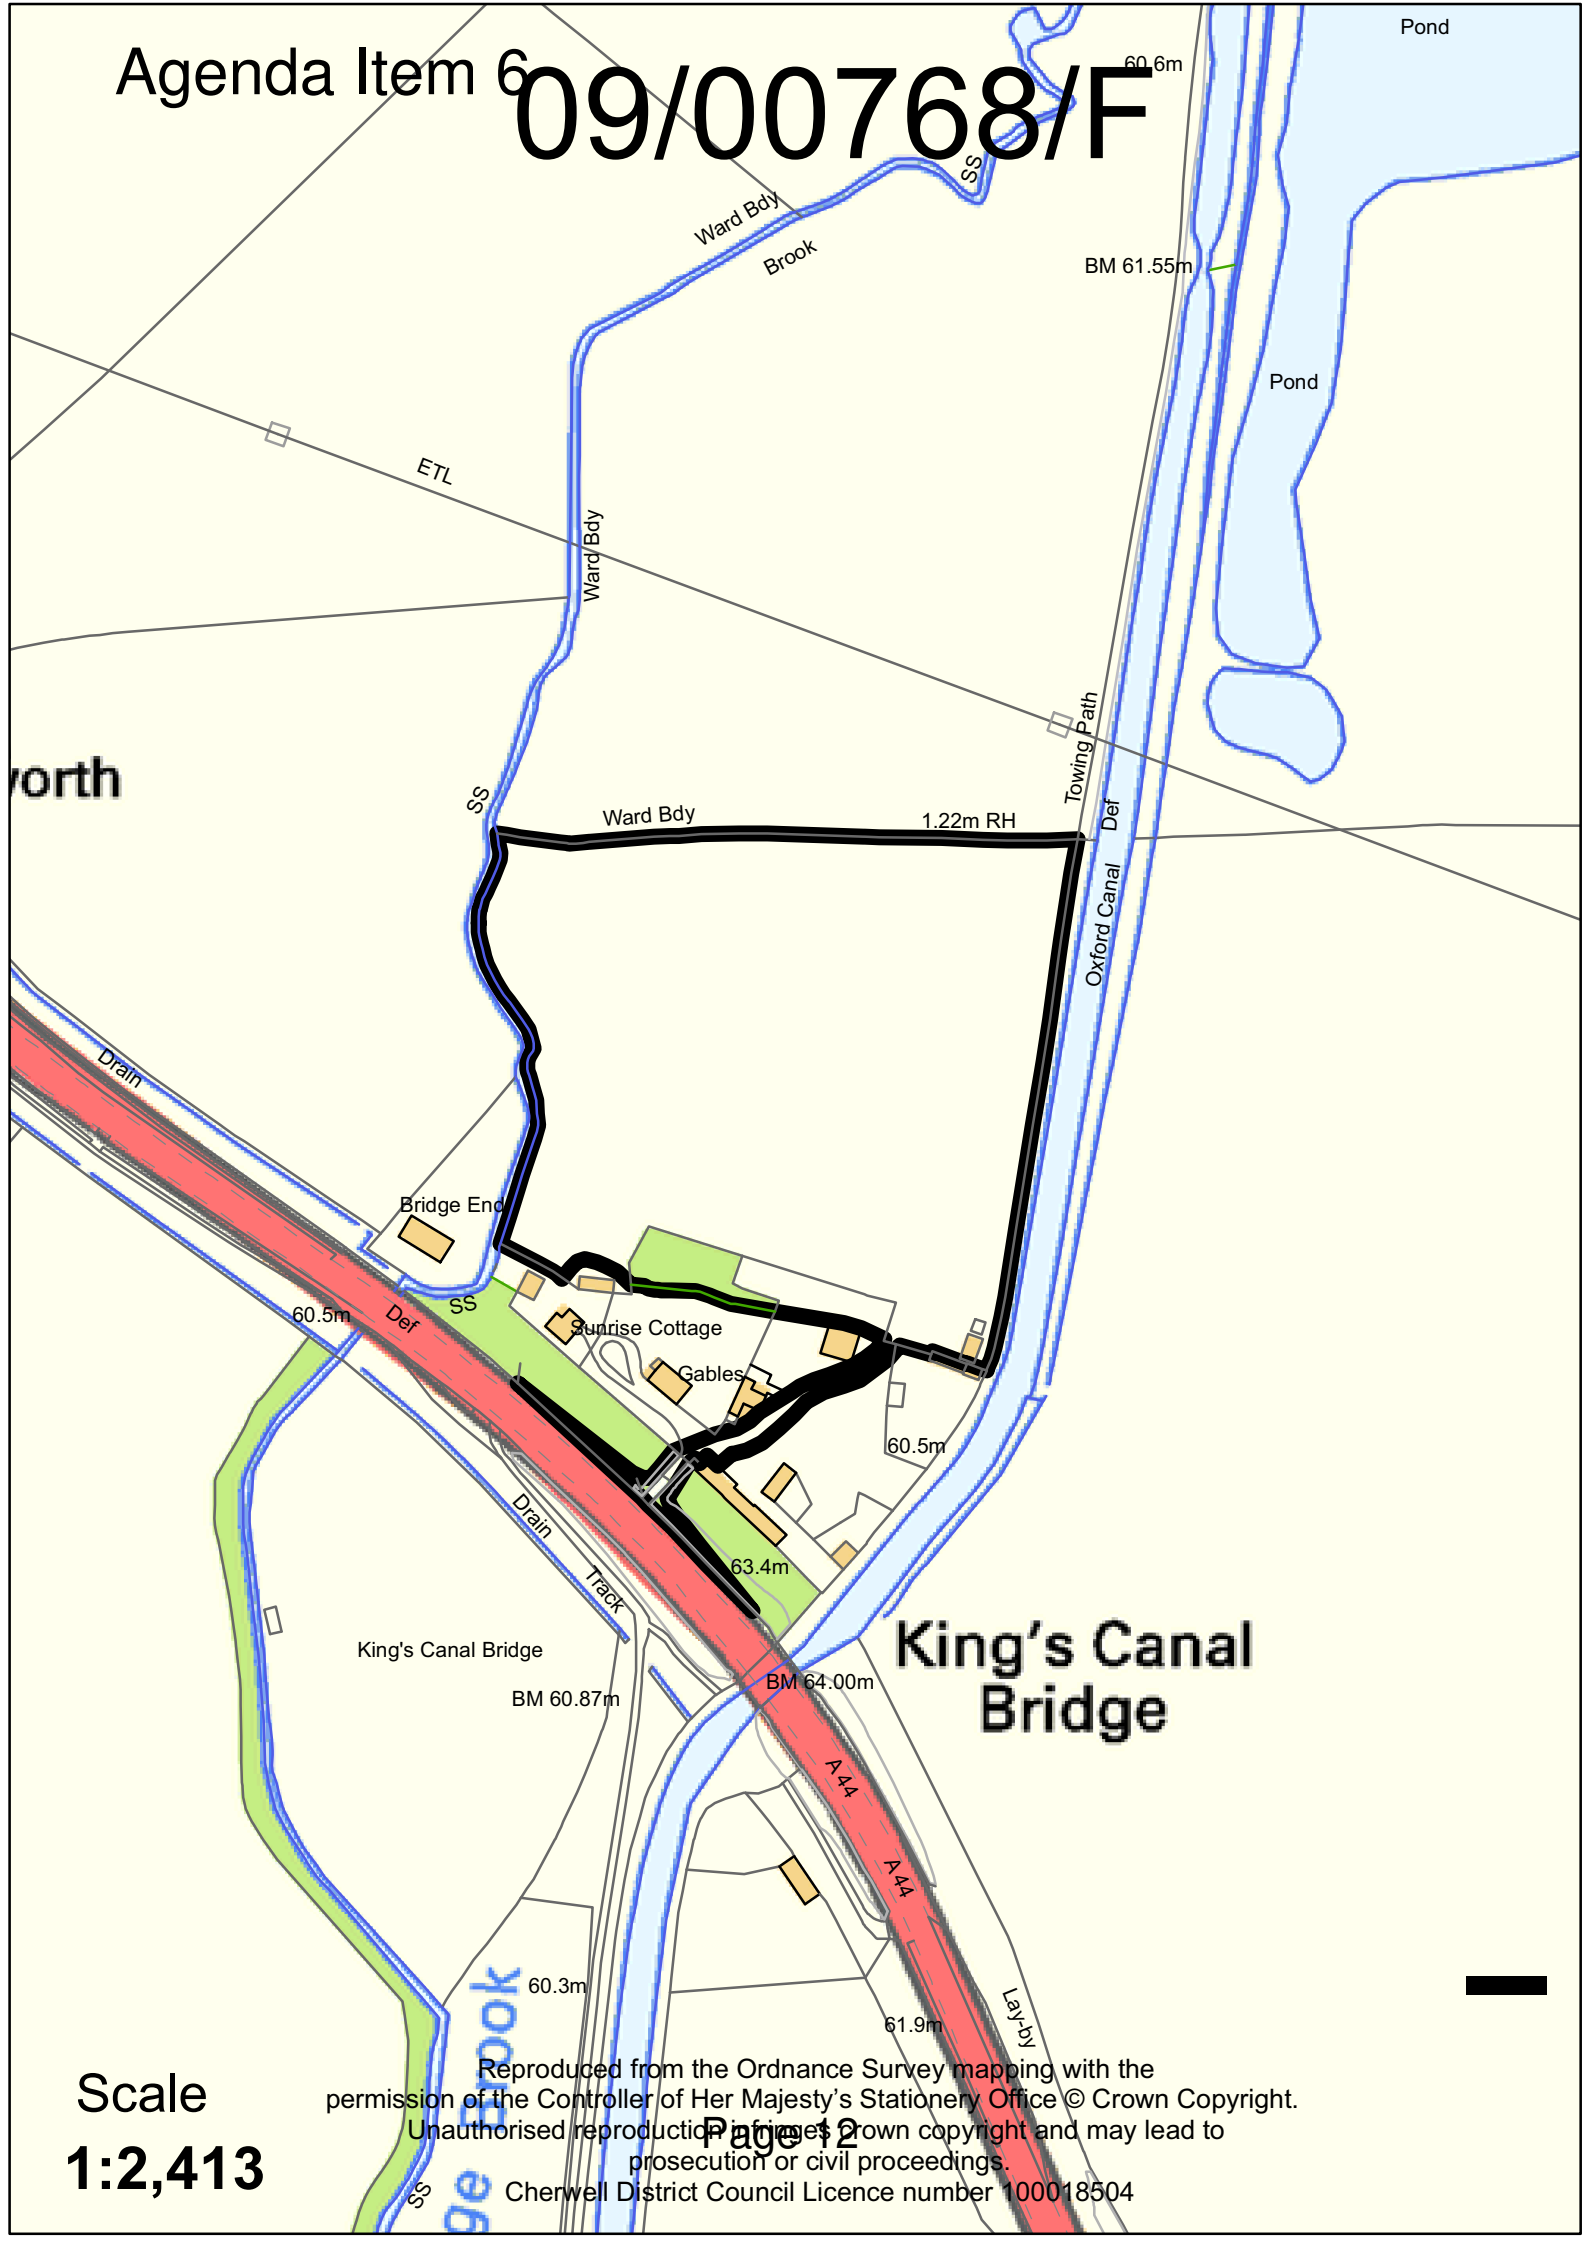 Pond
Agenda Item 6
09/00768/F
60.6m
SS
Ward Bdy
Brook
BM 61.55m
Pond
ETL
Ward Bdy
Towing Path
SS
Ward Bdy
1.22m RH
Def
Oxford Canal
Drain
Bridge End
SS
60.5m
Def
Sunrise Cottage
Gables
60.5m
Drain
63.4m
Track
King's Canal Bridge
King's Canal
Bridge
BM 64.00m
BM 60.87m
A 44
A 44
60.3m
Brook
Lay-by
61.9m
Scale
1:2,413
Reproduced from the Ordnance Survey mapping with the
permission of the Controller of Her Majesty's Stationery Office © Crown Copyright.
Unauthorised reproduction infringes crown copyright and may lead to
prosecution or civil proceedings.
Cherwell District Council Licence number 100018504
Page 12
SS
ge
orth